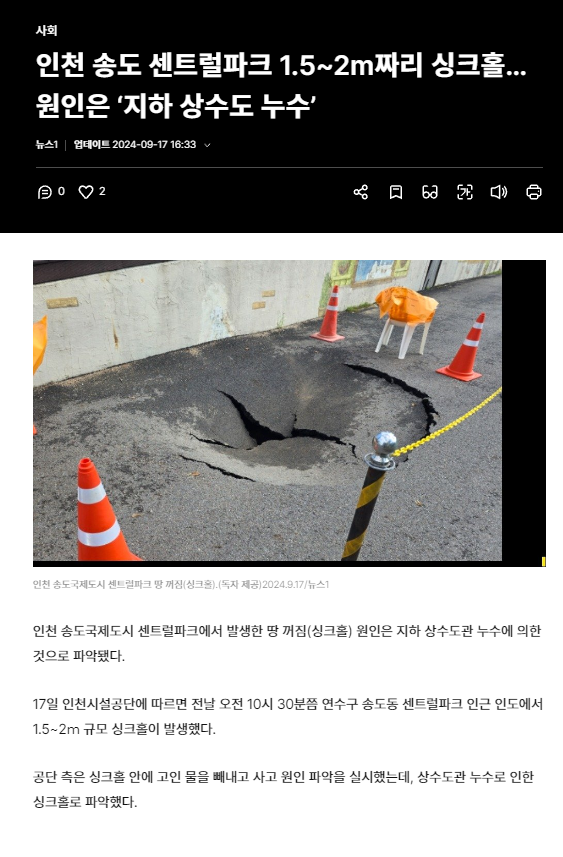 사회
인천 송도 센트럴파크 1.5~2m짜리 싱크홀…
원인은 ‘지하 상수도 누수’
뉴스1 | 업데이트 2024-09-17 16:33
0 2
가
인천 송도국제도시 센트럴파크 땅 꺼짐(싱크홀).(독자 제공)2024.9.17/뉴스1
인천 송도국제도시 센트럴파크에서 발생한 땅 꺼짐(싱크홀) 원인은 지하 상수도관 누수에 의한
것으로 파악됐다.
17일 인천시설공단에 따르면 전날 오전 10시 30분쯤 연수구 송도동 센트럴파크 인근 인도에서
1.5~2m 규모 싱크홀이 발생했다.
공단 측은 싱크홀 안에 고인 물을 빼내고 사고 원인 파악을 실시했는데, 상수도관 누수로 인한
싱크홀로 파악했다.